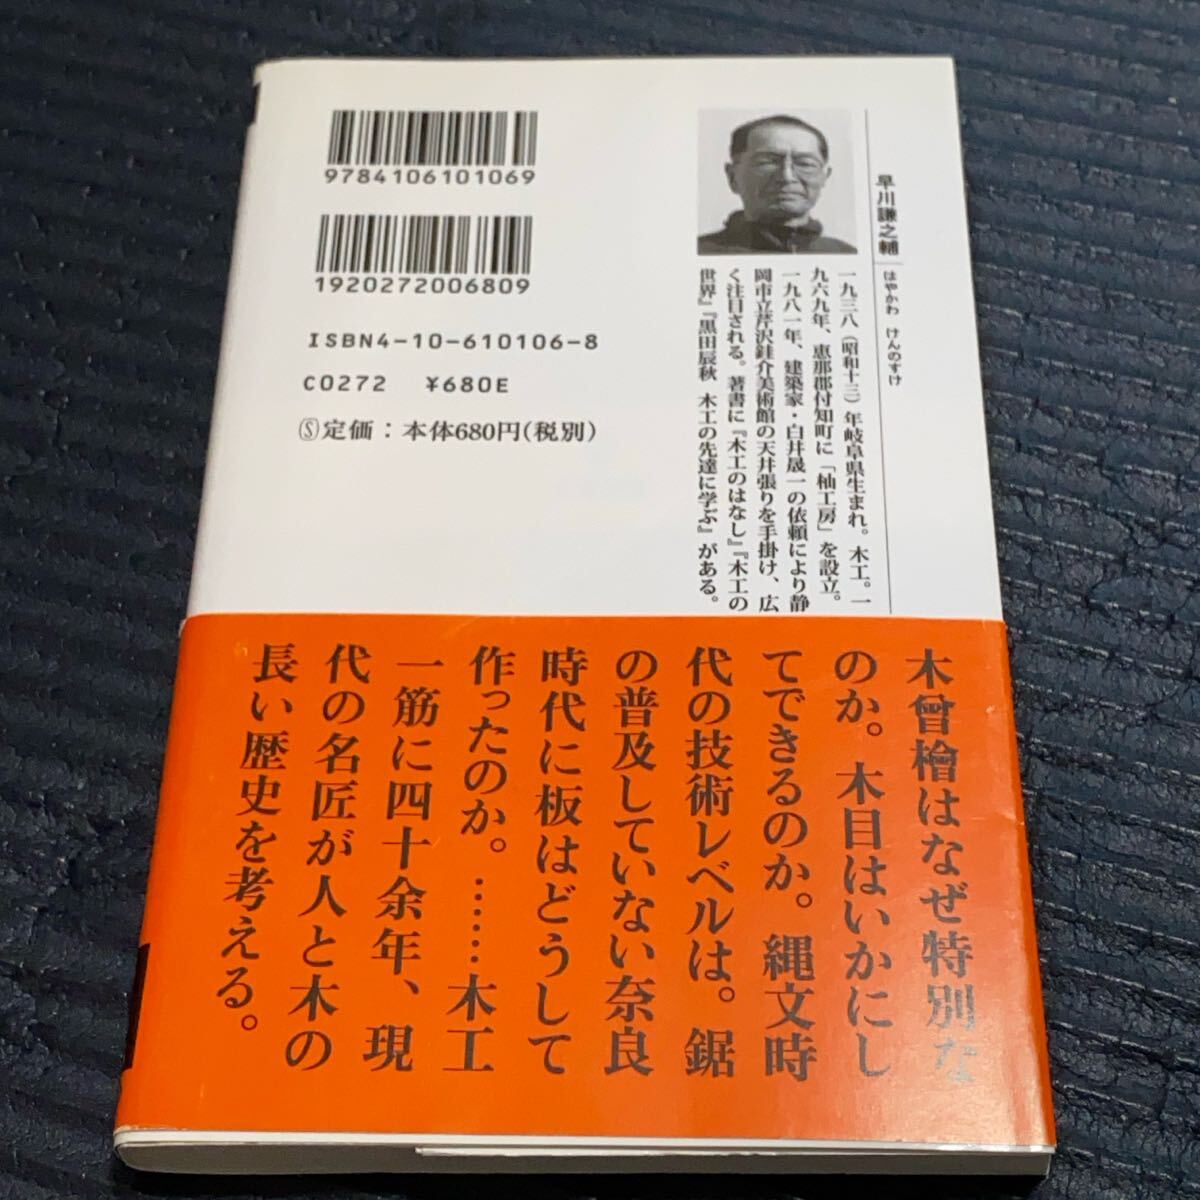 9784106101069
1920272006809
ISBN4-10-610106-8
C0272 ¥680E
Ⓢ定価:本体680円(税別)
早川謙之輔 はやかわ けんのすけ
一九三八(昭和十三)年岐阜県生まれ。木工。一
九六九年、恵那郡付知町に「杣工房」を設立。
一九八一年、建築家・白井晟一の依頼により静
岡市立芹沢銈介美術館の天井張りを手掛け、広
く注目される。著書に『木工のはなし』『木工の
世界』『黒田辰秋 木工の先達に学ぶ』がある。
木曾檜はなぜ特別な
のか。木目はいかにし
てできるのか。縄文時
代の技術レベルは。鋸
の普及していない奈良
時代に板はどうして
作ったのか。……木工
一筋に四十余年、現
代の名匠が人と木の
長い歴史を考える。